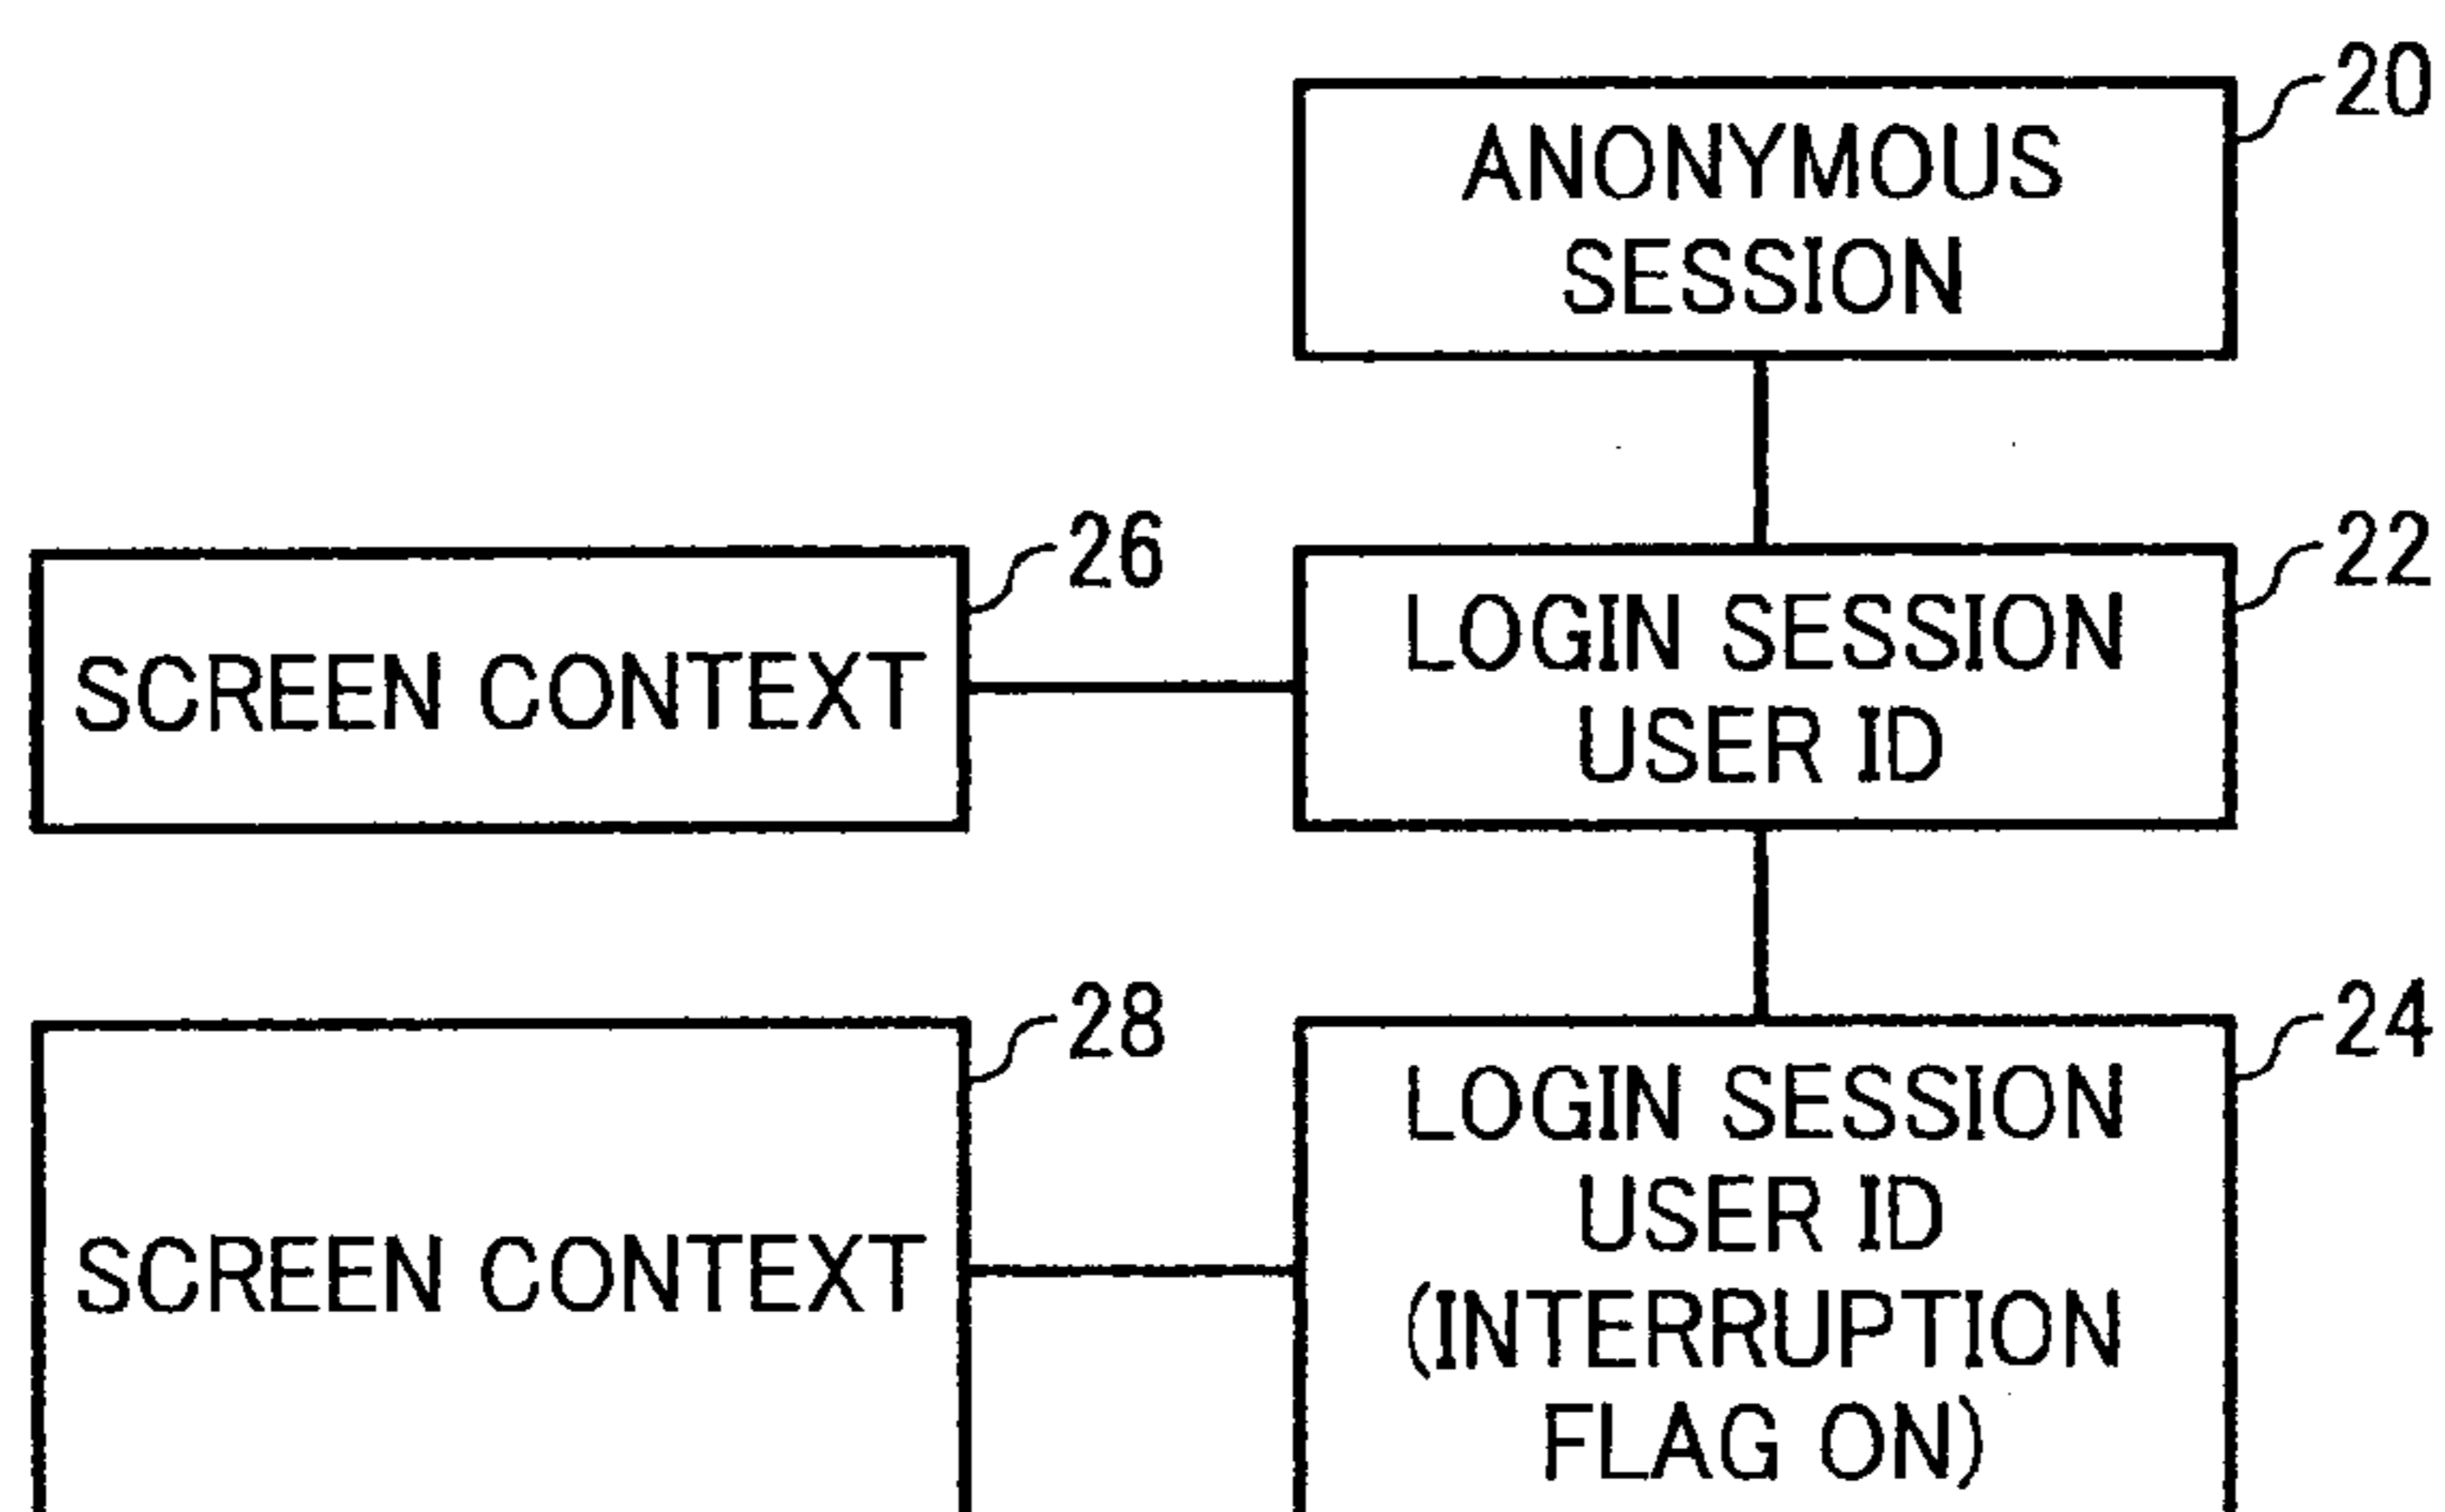 20
ANONYMOUS
SESSION
26
22
SCREEN CONTEXT
LOGIN SESSION
USER ID
28
24
SCREEN CONTEXT
LOGIN SESSION
USER ID
(INTERRUPTION
FLAG ON)